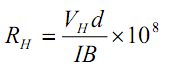 R_H = \frac{V_H d}{IB} \times 10^8